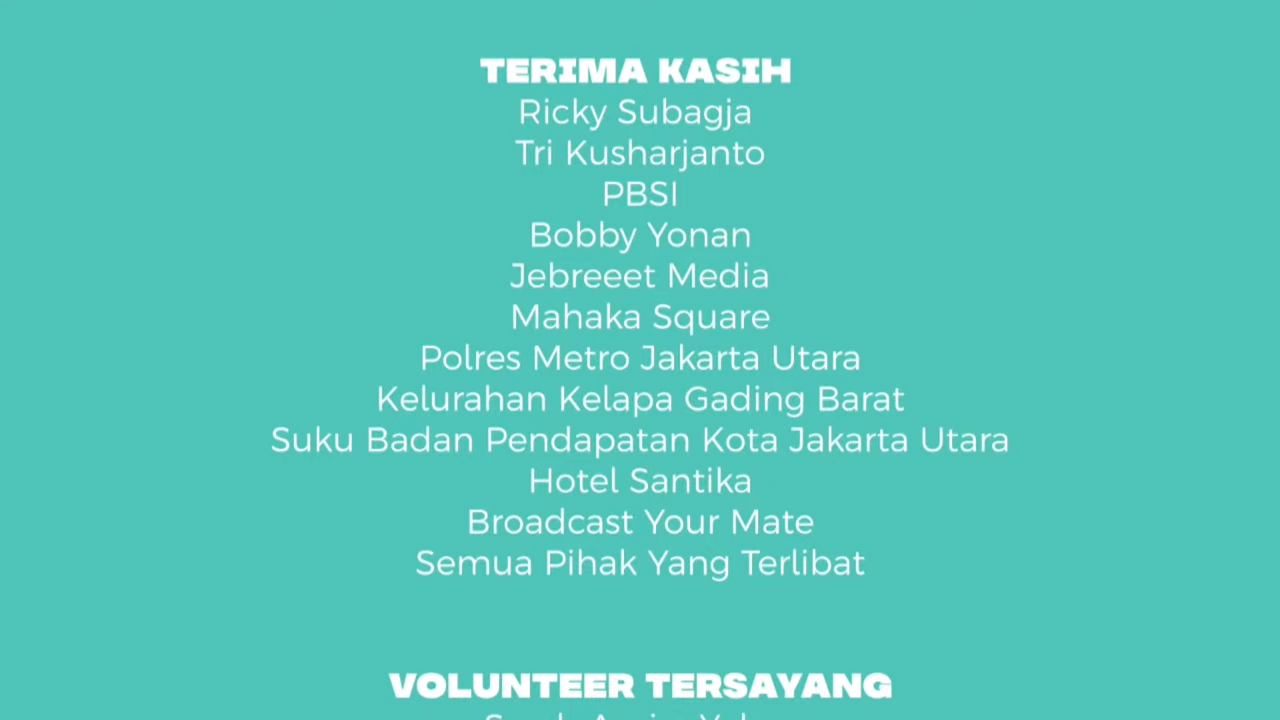 TERIMA KASIH
Ricky Subagja
Tri Kusharjanto
PBSI
Bobby Yonan
Jebreeet Media
Mahaka Square
Polres Metro Jakarta Utara
Kelurahan Kelapa Gading Barat
Suku Badan Pendapatan Kota Jakarta Utara
Hotel Santika
Broadcast Your Mate
Semua Pihak Yang Terlibat
VOLUNTEER TERSAYANG